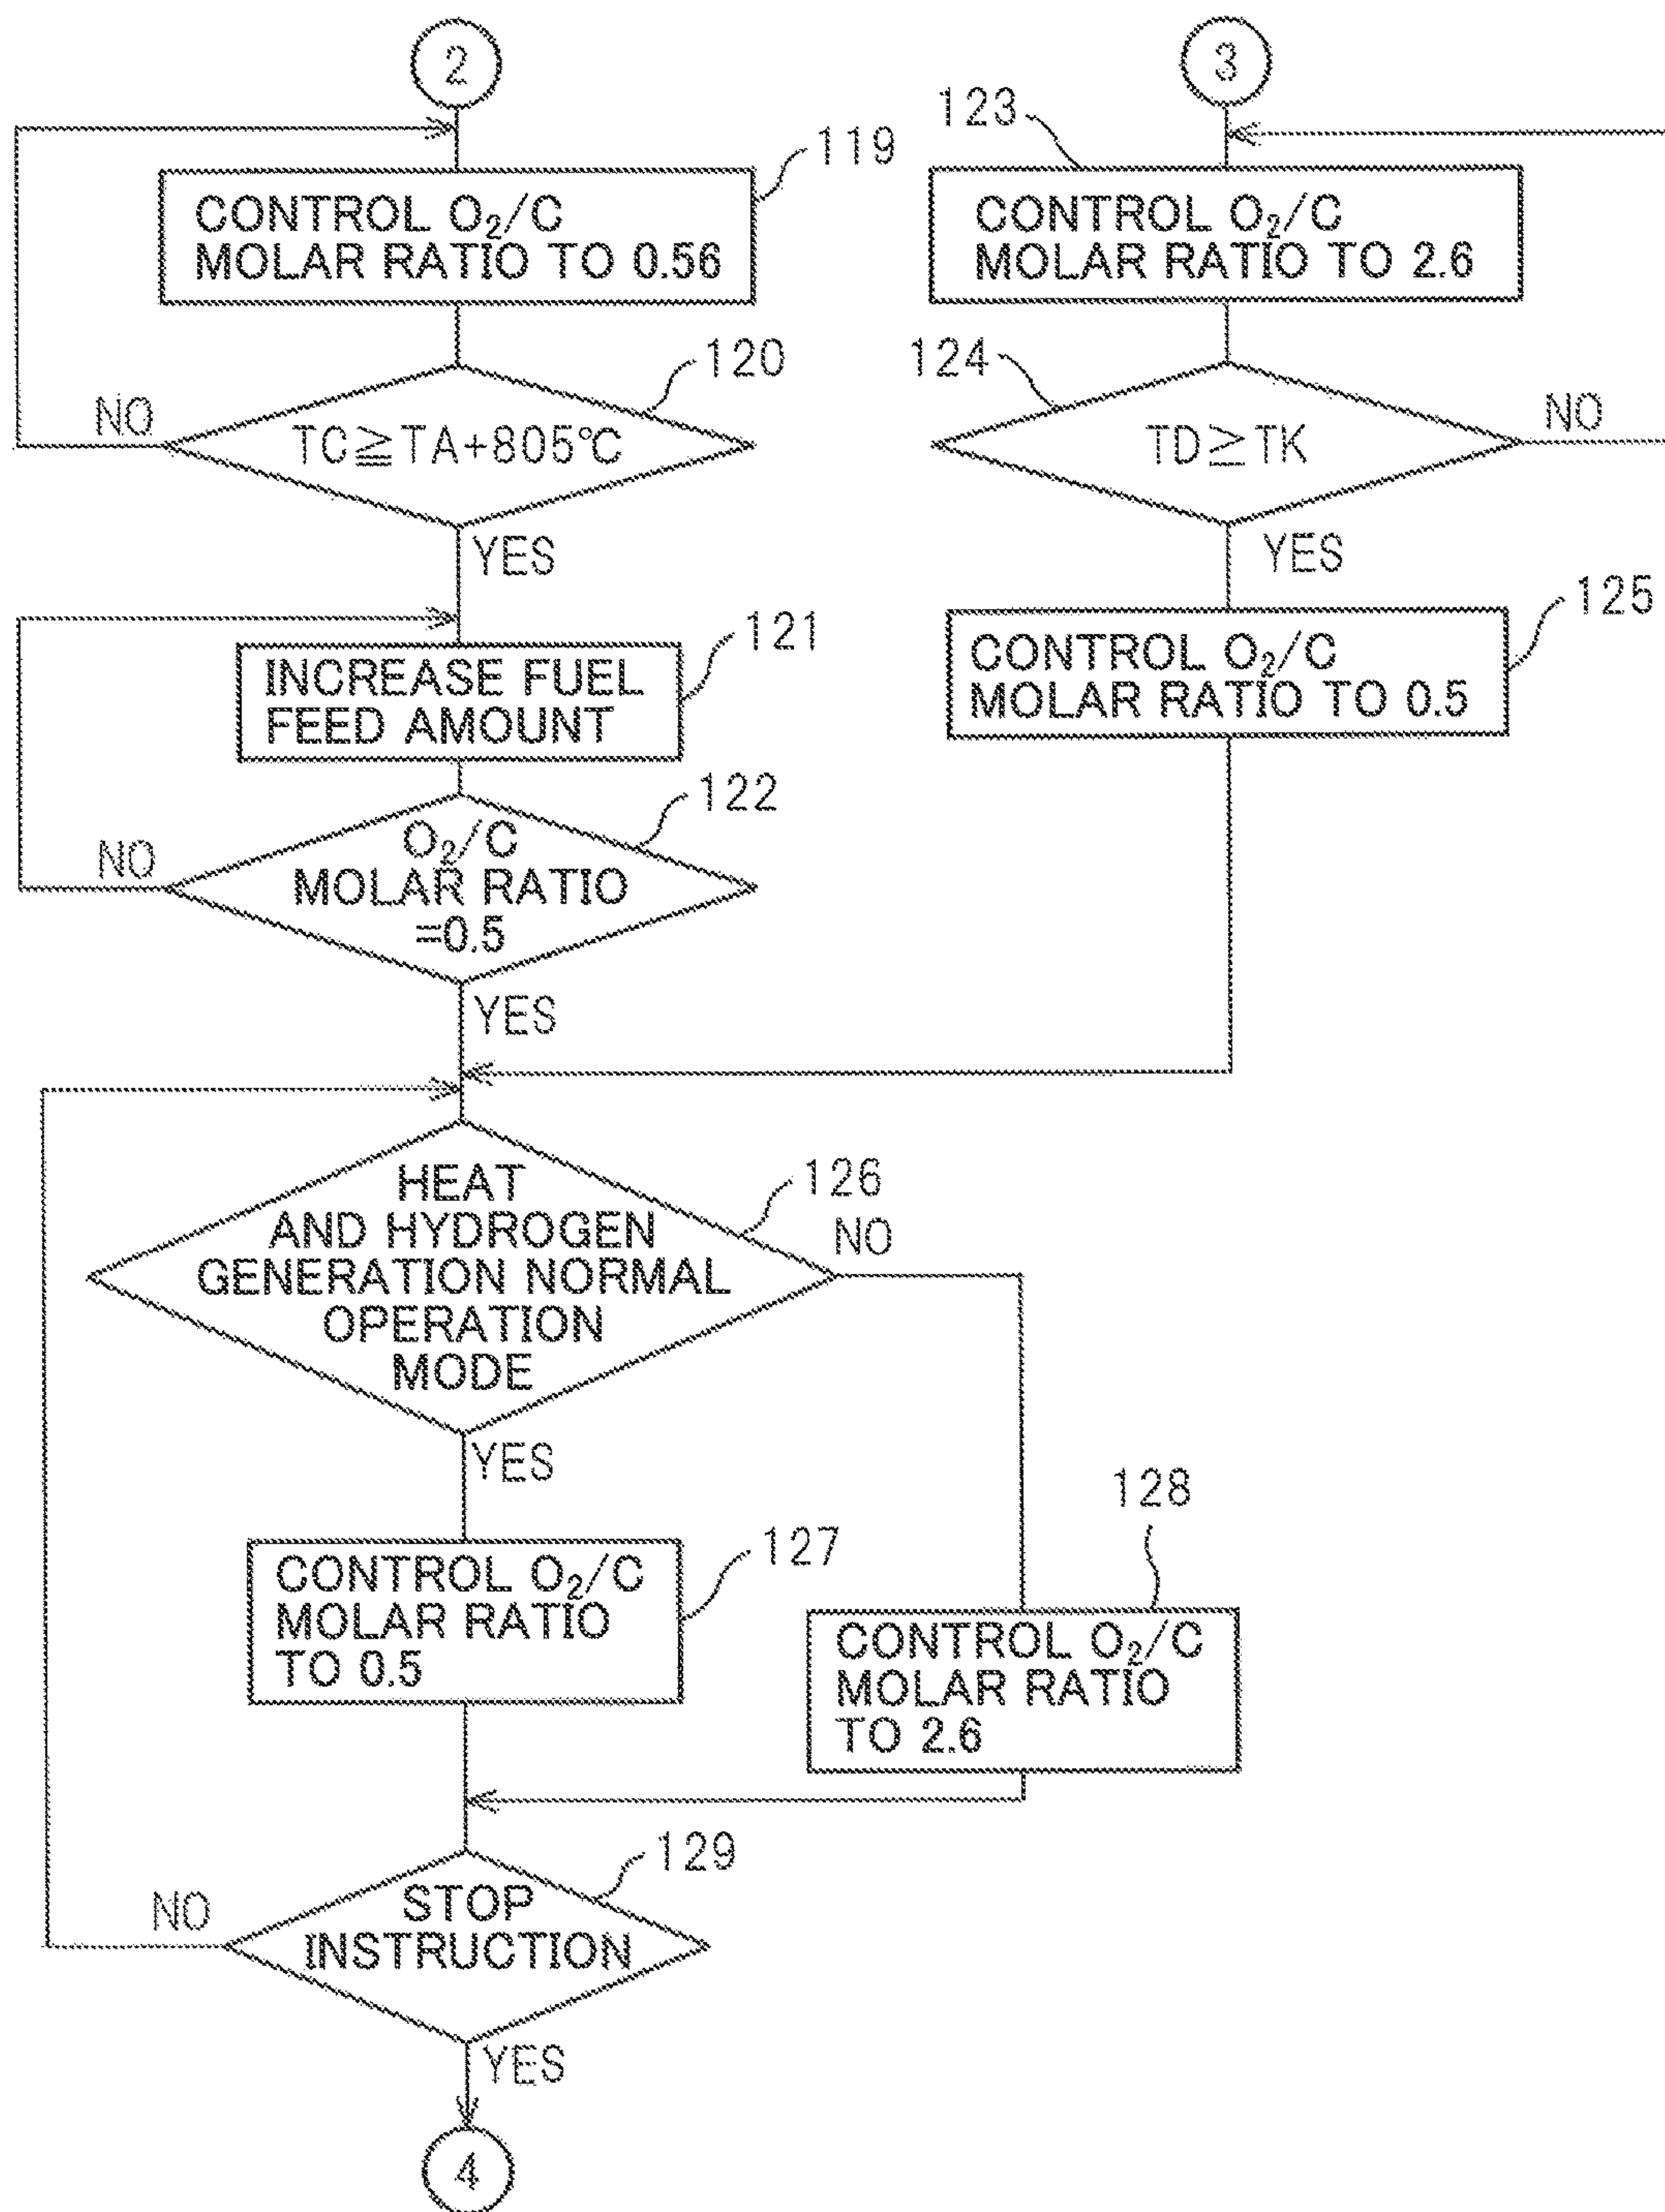 2
119
CONTROL O₂/C
MOLAR RATIO TO 0.56
120
NO
TC≧TA+805℃
YES
121
INCREASE FUEL
FEED AMOUNT
122
NO
O₂/C
MOLAR RATIO
=0.5
YES
3
123
CONTROL O₂/C
MOLAR RATIO TO 2.6
124
NO
TD≥TK
YES
125
CONTROL O₂/C
MOLAR RATIO TO 0.5
126
HEAT
AND HYDROGEN
GENERATION NORMAL
OPERATION
MODE
NO
YES
127
CONTROL O₂/C
MOLAR RATIO
TO 0.5
128
CONTROL O₂/C
MOLAR RATIO
TO 2.6
129
NO
STOP
INSTRUCTION
YES
4